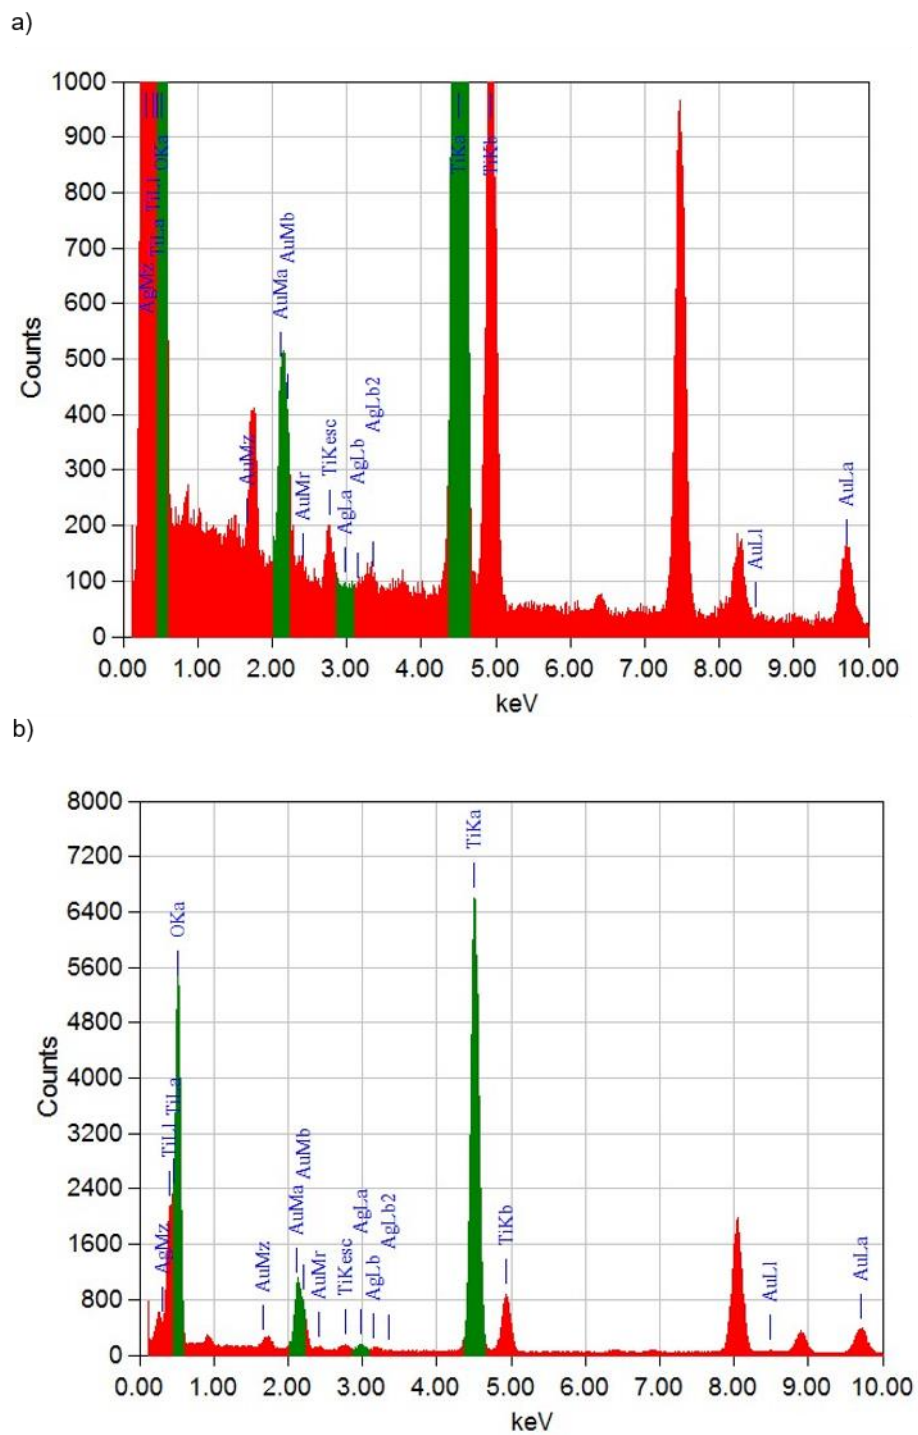 a)
1000
900
800
700
600
500
400
300
200
100
0
Counts
AgMz
TiLl
TiLa
OKa
AuMz
AuMa
AuMb
AuMr
TiKesc
AgLa
AgLb
AgLb2
TiKa
TiKb
AuLl
AuLa
0.00 1.00 2.00 3.00 4.00 5.00 6.00 7.00 8.00 9.00 10.00
keV
b)
8000
7200
6400
5600
4800
4000
3200
2400
1600
800
0
Counts
AgMz
TiLl
TiLa
OKa
AuMz
AuMa
AuMb
AuMr
TiKesc
AgLa
AgLb
AgLb2
TiKa
TiKb
AuLl
AuLa
0.00 1.00 2.00 3.00 4.00 5.00 6.00 7.00 8.00 9.00 10.00
keV